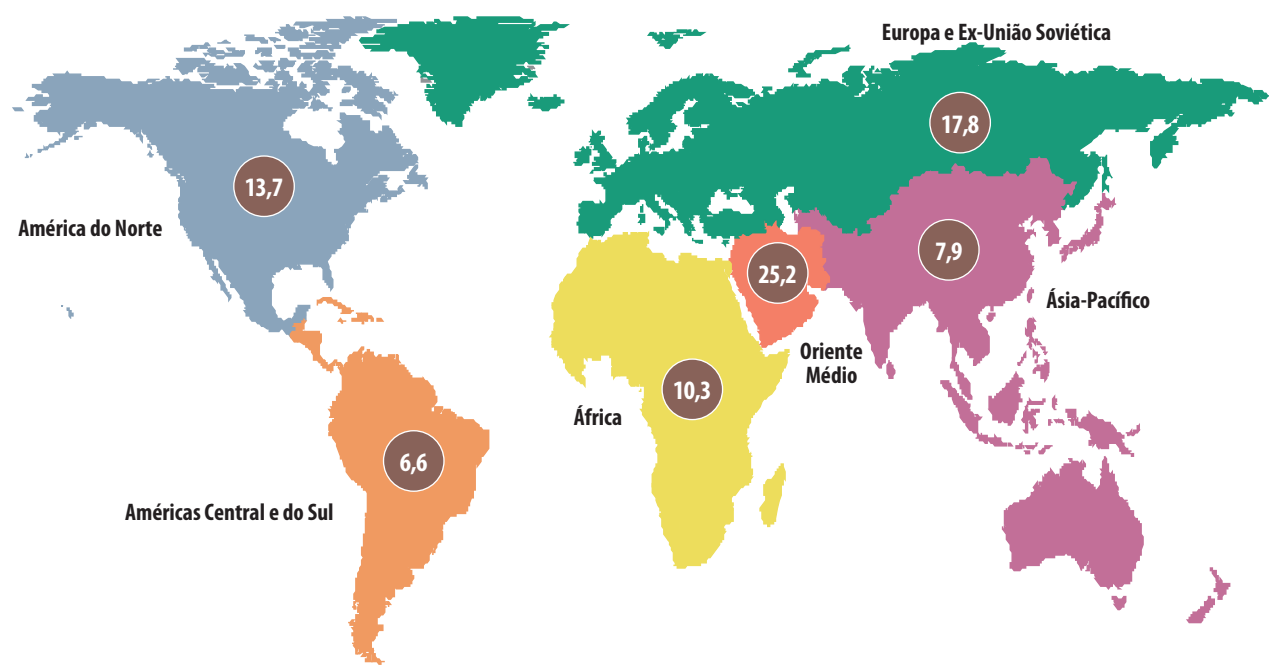 Europa e Ex-União Soviética
17,8
13,7
América do Norte
7,9
25,2
Ásia-Pacífico
Oriente
Médio
10,3
África
6,6
Américas Central e do Sul